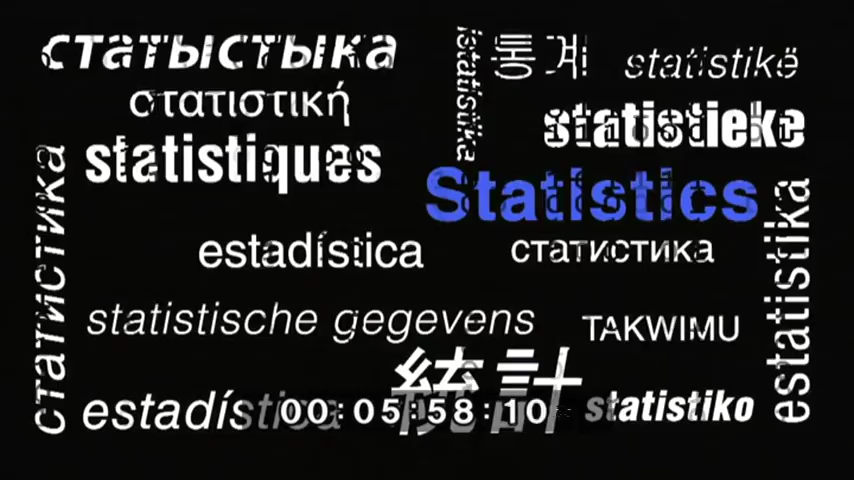 статыстыка
통계
statistikë
στατιστική
statistieke
statistiques
Statistics
статистика
estadística
статистика
estatistika
statistische gegevens
TAKWIMU
統計
estadística
00:05:58:10
statistiko